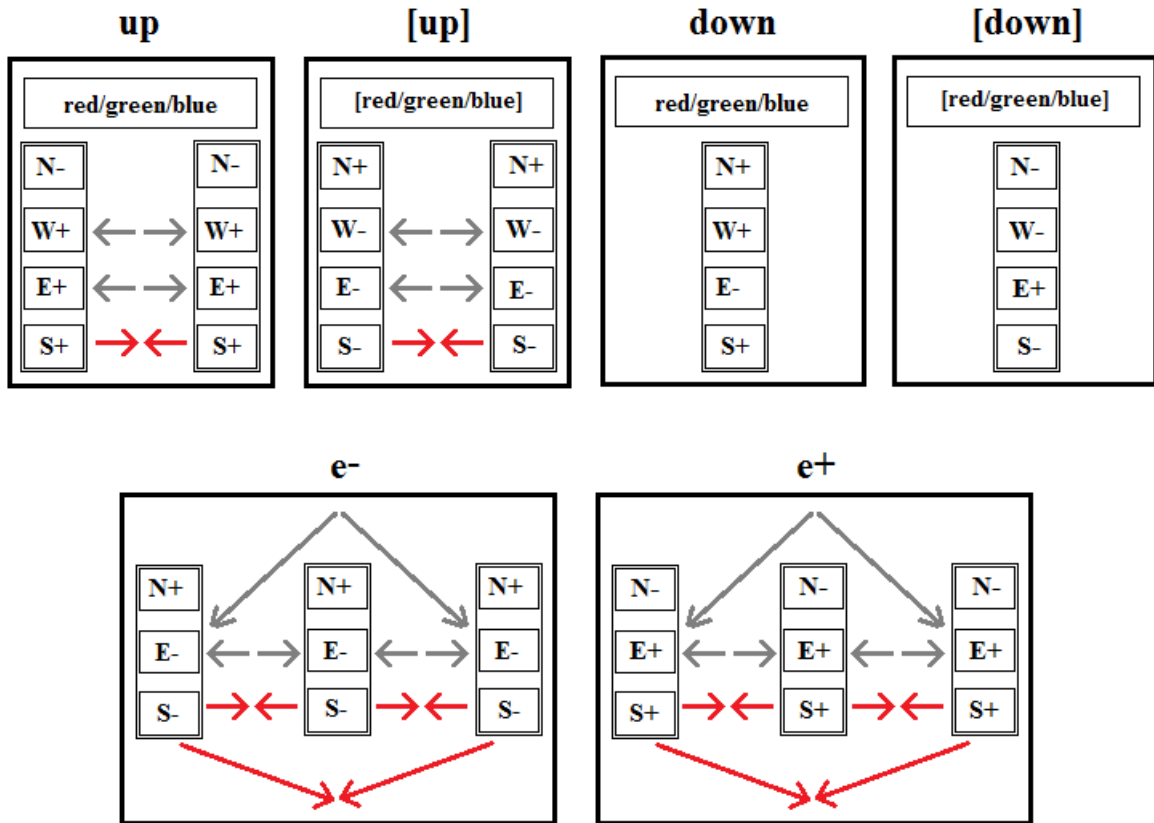 up [up] down [down]
red/green/blue [red/green/blue] red/green/blue [red/green/blue]
N- N- N+ N+ N+ N-
W+ W+ W- W- W+ W-
E+ E+ E- E- E- E+
S+ S+ S- S- S+ S-
e- e+
N+ N+ N+ N- N- N-
E- E- E- E+ E+ E+
S- S- S- S+ S+ S+